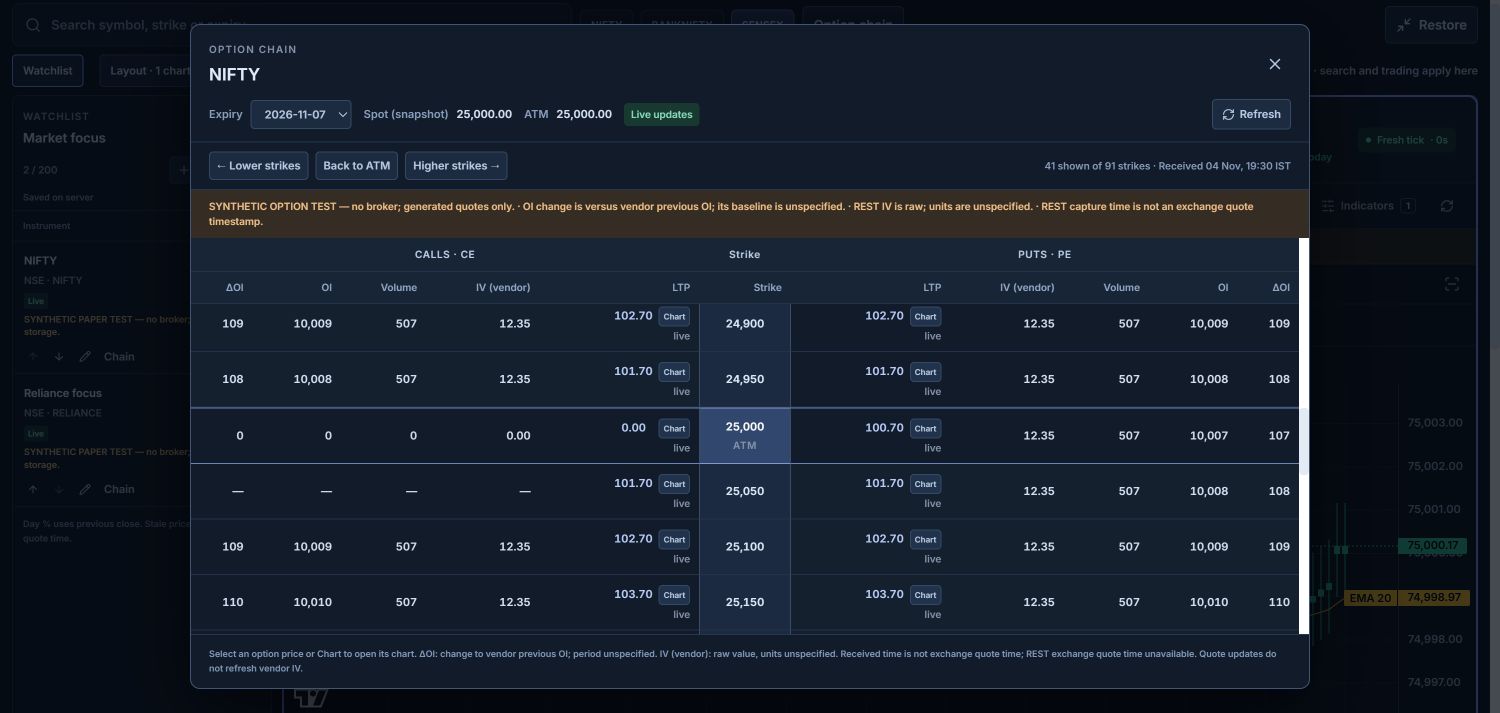 Search symbol, strike or expiry
NIFTY BANKNIFTY SENSEX Option chain
Restore
Watchlist Layout · 1 chart
· search and trading apply here
WATCHLIST
Market focus
2 / 200
Saved on server
Instrument
NIFTY
NSE · NIFTY
Live
SYNTHETIC PAPER TEST — no broker;
storage.
↑ ↓ Chain
Reliance focus
NSE · RELIANCE
Live
SYNTHETIC PAPER TEST — no broker;
storage.
↑ ↓ Chain
Day % uses previous close. Stale price
quote time.
OPTION CHAIN
NIFTY
Expiry 2026-11-07 Spot (snapshot) 25,000.00 ATM 25,000.00 Live updates Refresh
← Lower strikes Back to ATM Higher strikes → 41 shown of 91 strikes · Received 04 Nov, 19:30 IST
SYNTHETIC OPTION TEST — no broker; generated quotes only. · OI change is versus vendor previous OI; its baseline is unspecified. · REST IV is raw; units are unspecified. · REST capture time is not an exchange quote
timestamp.
CALLS · CE Strike PUTS · PE
ΔOI OI Volume IV (vendor) LTP Strike LTP IV (vendor) Volume OI ΔOI
109 10,009 507 12.35 102.70 Chart 24,900 102.70 Chart 12.35 507 10,009 109
live live
108 10,008 507 12.35 101.70 Chart 24,950 101.70 Chart 12.35 507 10,008 108
live live
0 0 0 0.00 0.00 Chart 25,000 100.70 Chart 12.35 507 10,007 107
live ATM live
— — — — 101.70 Chart 25,050 101.70 Chart 12.35 507 10,008 108
live live
109 10,009 507 12.35 102.70 Chart 25,100 102.70 Chart 12.35 507 10,009 109
live live
110 10,010 507 12.35 103.70 Chart 25,150 103.70 Chart 12.35 507 10,010 110
live live
Select an option price or Chart to open its chart. ΔOI: change to vendor previous OI; period unspecified. IV (vendor): raw value, units unspecified. Received time is not exchange quote time; REST exchange quote time unavailable. Quote updates do
not refresh vendor IV.
Fresh tick · 0s
Indicators 1
75,003.00
75,002.00
75,001.00
75,000.17
EMA 20 74,998.97
74,998.00
74,997.00